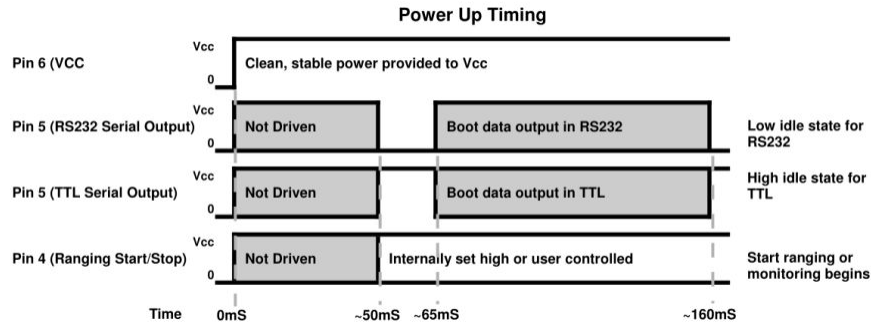 Power Up Timing
Pin 6 (VCC
Vcc
0
Clean, stable power provided to Vcc
Pin 5 (RS232 Serial Output)
Vcc
0
Not Driven
Boot data output in RS232
Low idle state for
RS232
Pin 5 (TTL Serial Output)
Vcc
0
Not Driven
Boot data output in TTL
High idle state for
TTL
Pin 4 (Ranging Start/Stop)
Vcc
0
Not Driven
Internally set high or user controlled
Start ranging or
monitoring begins
Time
0mS
~50mS
~65mS
~160mS